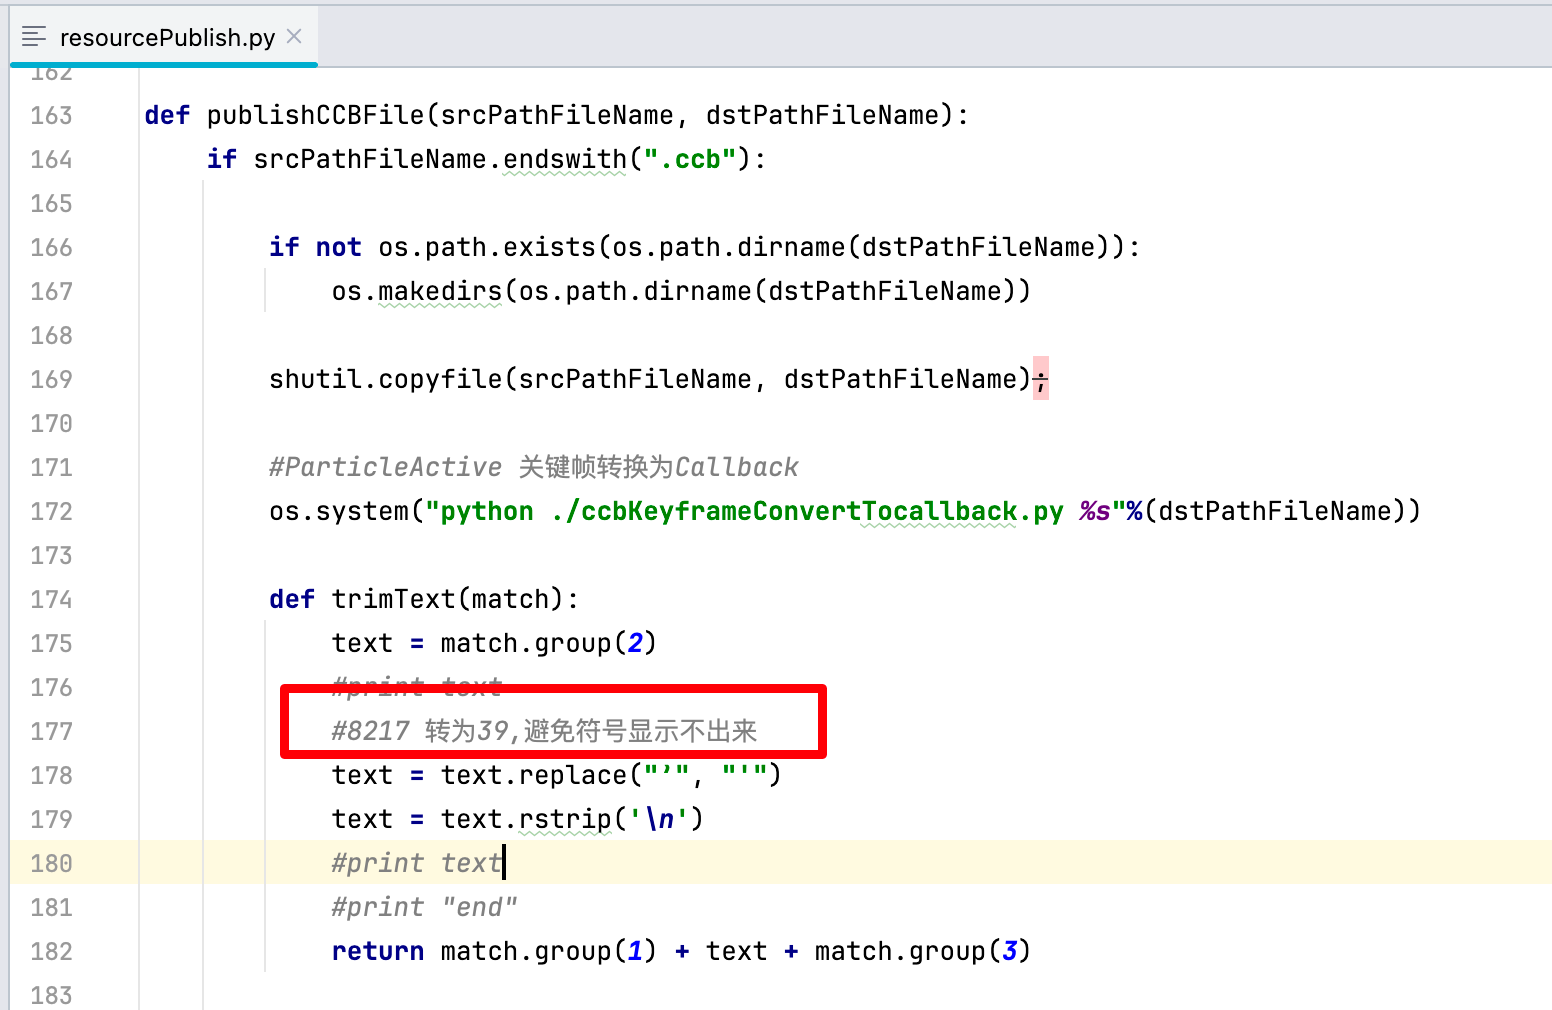 resourcePublish.py
162
163 def publishCCBFile(srcPathFileName, dstPathFileName):
164 if srcPathFileName.endswith(".ccb"):
165
166 if not os.path.exists(os.path.dirname(dstPathFileName)):
167 os.makedirs(os.path.dirname(dstPathFileName))
168
169 shutil.copyfile(srcPathFileName, dstPathFileName);
170
171 #ParticleActive 关键帧转换为Callback
172 os.system("python ./ccbKeyframeConvertTocallback.py %s"%(dstPathFileName))
173
174 def trimText(match):
175 text = match.group(2)
176 #print text
177 #8217 转为39,避免符号显示不出来
178 text = text.replace("’", "'")
179 text = text.rstrip('\n')
180 #print text
181 #print "end"
182 return match.group(1) + text + match.group(3)
183